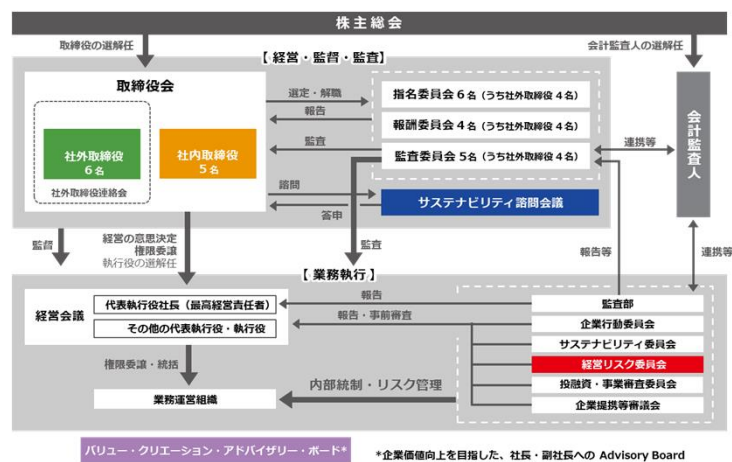 株主総会
取締役の選解任
会計監査人の選解任
【 経営・監督・監査】
取締役会
社外取締役
6名
社内取締役
5名
社外取締役連絡会
選定・解職
報告
監査
諮問
答申
指名委員会 6名（うち社外取締役 4名）
報酬委員会 4名（うち社外取締役 4名）
監査委員会 5名（うち社外取締役 4名）
サステナビリティ諮問会議
連携等
会計監査人
監督
経営の意思決定
権限委譲
執行役の選解任
監査
報告等
連携等
【 業務執行】
経営会議
代表執行役社長（最高経営責任者）
その他の代表執行役・執行役
報告
報告・事前審査
監査部
企業行動委員会
サステナビリティ委員会
経営リスク委員会
投融資・事業審査委員会
企業提携等審議会
権限委譲・統括
内部統制・リスク管理
業務運営組織
バリュー・クリエーション・アドバイザリー・ボード*
*企業価値向上を目指した、社長・副社長への Advisory Board